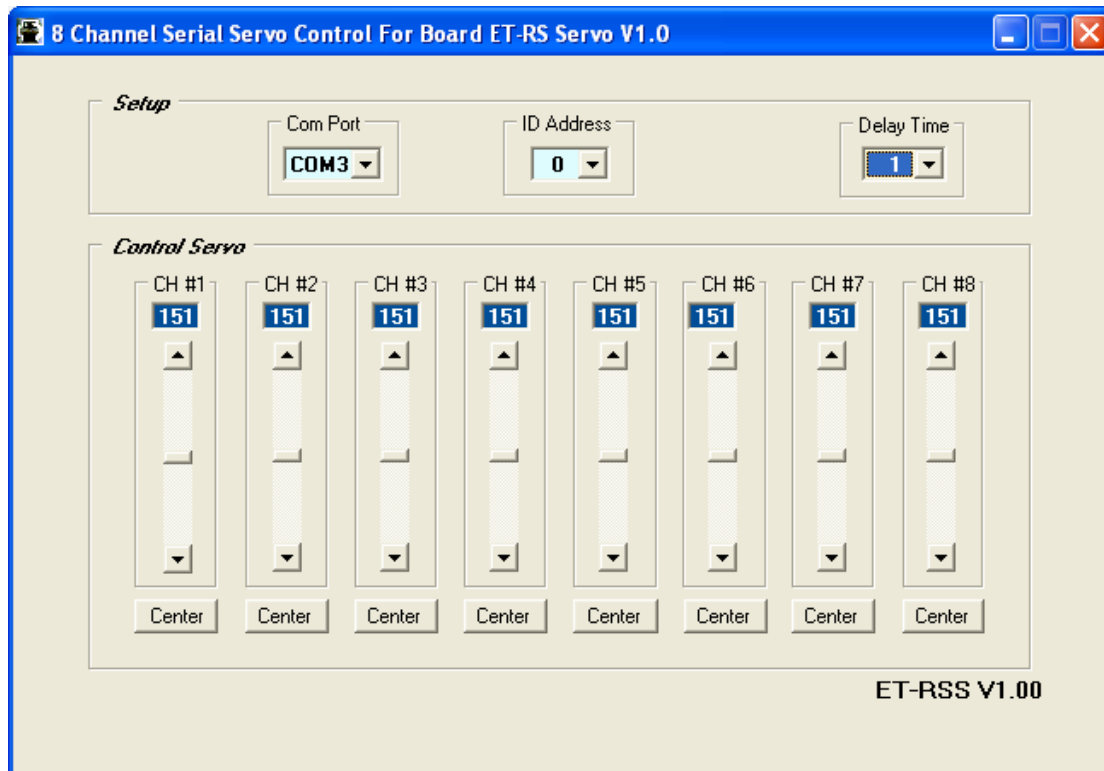 8 Channel Serial Servo Control For Board ET-RS Servo V1.0
Setup
Com Port ID Address Delay Time
COM3 0 1
Control Servo
CH #1 CH #2 CH #3 CH #4 CH #5 CH #6 CH #7 CH #8
151 151 151 151 151 151 151 151
Center Center Center Center Center Center Center Center
ET-RSS V1.00